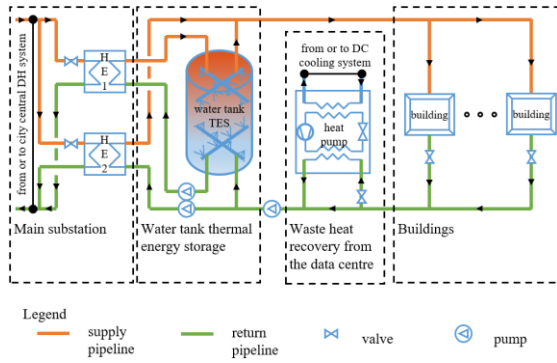 from or to city central DH system
H
E
1
H
E
2
water tank
TES
from or to DC
cooling system
heat
pump
building
building
Main substation
Water tank thermal
energy storage
Waste heat
recovery from
the data centre
Buildings
Legend
supply
pipeline
return
pipeline
valve
pump